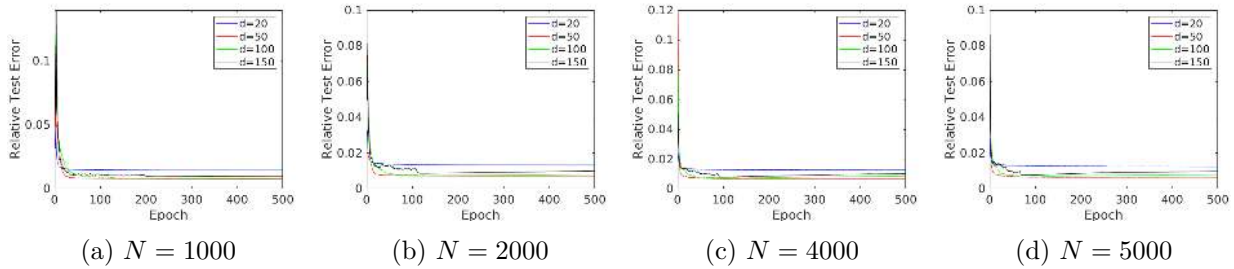 d=20
d=50
d=100
d=150
Relative Test Error
0.1
0.05
0
0 100 200 300 400 500
Epoch
(a) N = 1000
d=20
d=50
d=100
d=150
Relative Test Error
0.1
0.08
0.06
0.04
0.02
0
0 100 200 300 400 500
Epoch
(b) N = 2000
d=20
d=50
d=100
d=150
Relative Test Error
0.12
0.1
0.08
0.06
0.04
0.02
0
0 100 200 300 400 500
Epoch
(c) N = 4000
d=20
d=50
d=100
d=150
Relative Test Error
0.1
0.08
0.06
0.04
0.02
0
0 100 200 300 400 500
Epoch
(d) N = 5000